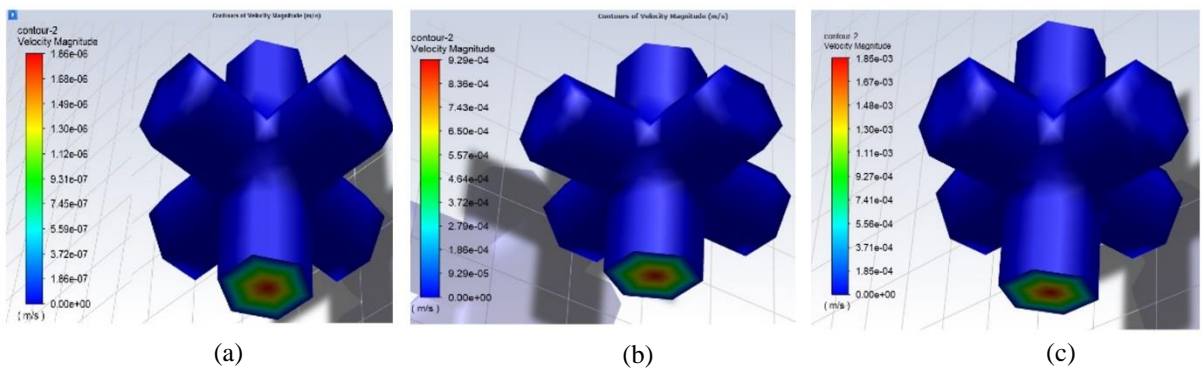 Contours of Velocity Magnitude (m/s)
contour-2
Velocity Magnitude
1.86e-06
1.68e-06
1.49e-06
1.30e-06
1.12e-06
9.31e-07
7.45e-07
5.59e-07
3.72e-07
1.86e-07
0.00e+00
( m/s )
(a)
Contours of Velocity Magnitude (m/s)
contour-2
Velocity Magnitude
9.29e-04
8.36e-04
7.43e-04
6.50e-04
5.57e-04
4.64e-04
3.72e-04
2.79e-04
1.86e-04
9.29e-05
0.00e+00
( m/s )
(b)
contour-2
Velocity Magnitude
1.85e-03
1.67e-03
1.48e-03
1.30e-03
1.11e-03
9.27e-04
7.41e-04
5.56e-04
3.71e-04
1.85e-04
0.00e+00
( m/s )
(c)